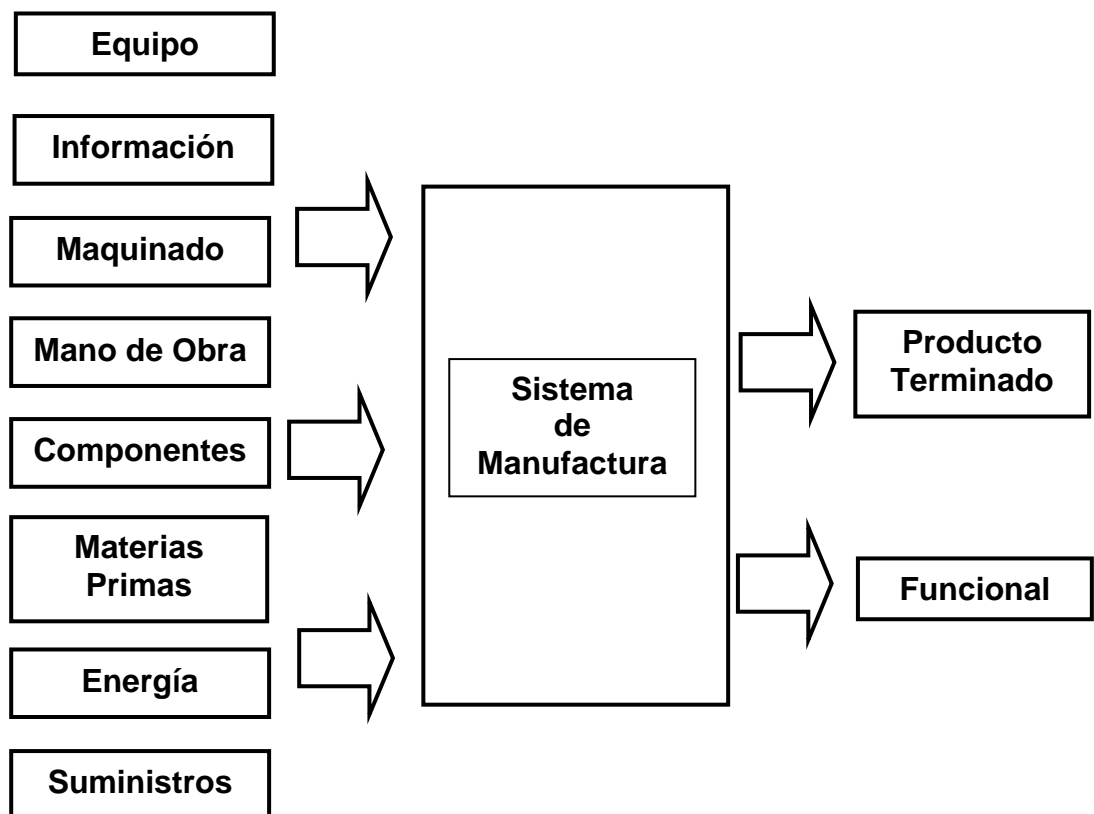 Equipo
Información
Maquinado
Mano de Obra
Componentes
Materias
Primas
Energía
Suministros
Sistema
de
Manufactura
Producto
Terminado
Funcional